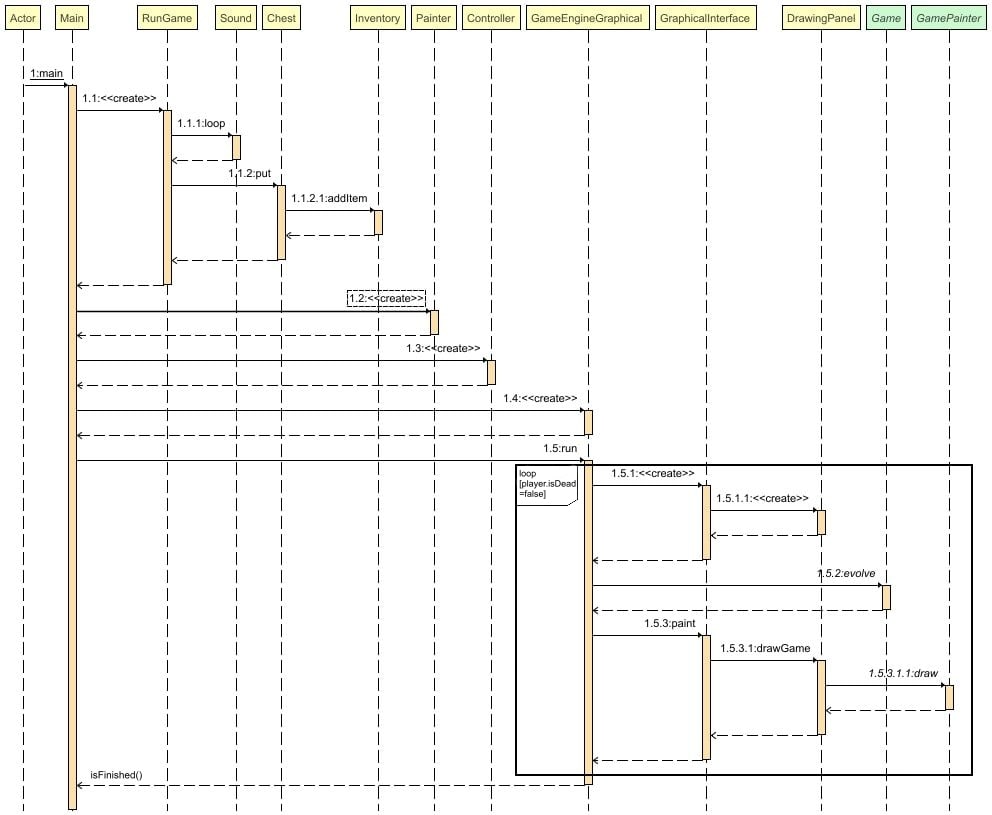 Actor Main RunGame Sound Chest Inventory Painter Controller GameEngineGraphical GraphicalInterface DrawingPanel Game GamePainter
1:main
1.1:<<create>>
1.1.1:loop
1.1.2:put
1.1.2.1:addItem
1.2:<<create>>
1.3:<<create>>
1.4:<<create>>
1.5:run
loop
[player.isDead
=false]
1.5.1:<<create>>
1.5.1.1:<<create>>
1.5.2:evolve
1.5.3:paint
1.5.3.1:drawGame
1.5.3.1.1:draw
isFinished()